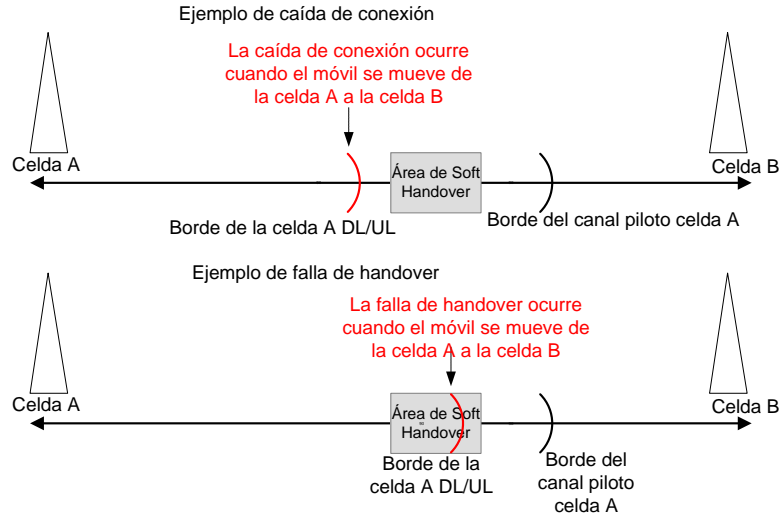 Ejemplo de caída de conexión
La caída de conexión ocurre
cuando el móvil se mueve de
la celda A a la celda B
Celda A
Celda B
Área de Soft
Handover
Borde de la celda A DL/UL
Borde del canal piloto celda A
Ejemplo de falla de handover
La falla de handover ocurre
cuando el móvil se mueve de
la celda A a la celda B
Celda A
Celda B
Área de Soft
Handover
Borde de la
celda A DL/UL
Borde del
canal piloto
celda A